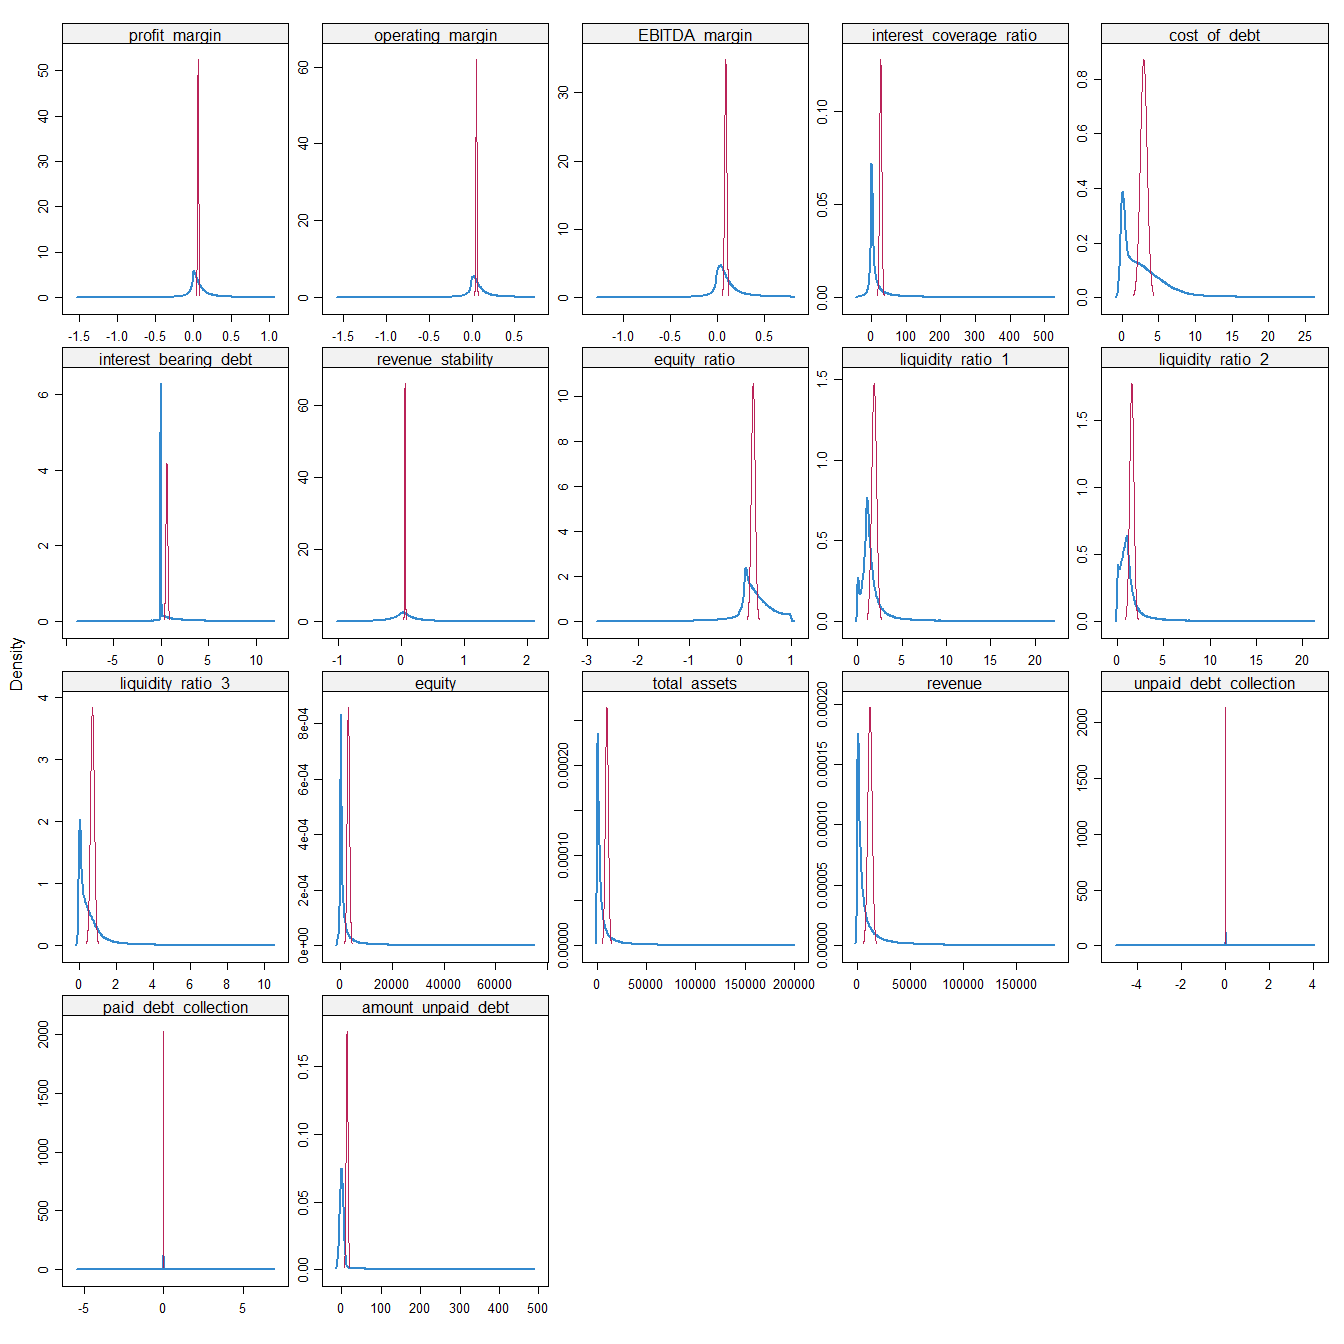 profit_margin
operating_margin
EBITDA_margin
interest_coverage_ratio
cost_of_debt
0 10 20 30 40 50
0 20 40 60
0 10 20 30
0.00 0.05 0.10
0.0 0.2 0.4 0.6 0.8
-1.5 -1.0 -0.5 0.0 0.5 1.0
-1.5 -1.0 -0.5 0.0 0.5
-1.0 0.0 0.5
0 100 200 300 400 500
0 5 10 15 20 25
interest_bearing_debt
revenue_stability
equity_ratio
liquidity_ratio_1
liquidity_ratio_2
0 2 4 6
0 20 40 60
0 2 4 6 8 10
0.0 0.5 1.0 1.5
0.0 0.5 1.0 1.5
-5 0 5 10
-1 0 1 2
-3 -2 -1 0 1
0 5 10 15 20
0 5 10 15 20
Density
liquidity_ratio_3
equity
total_assets
revenue
unpaid_debt_collection
0 1 2 3 4
0e+00 2e-04 4e-04 6e-04 8e-04
0.00000 0.00010 0.00020
0.00000 0.00005 0.00010 0.00015 0.00020
0 500 1000 1500 2000
0 2 4 6 8 10
0 20000 40000 60000
0 50000 100000 150000 200000
0 50000 100000 150000
-4 -2 0 2 4
paid_debt_collection
amount_unpaid_debt
0 500 1000 1500 2000
0.00 0.05 0.10 0.15
-5 0 5
0 100 200 300 400 500